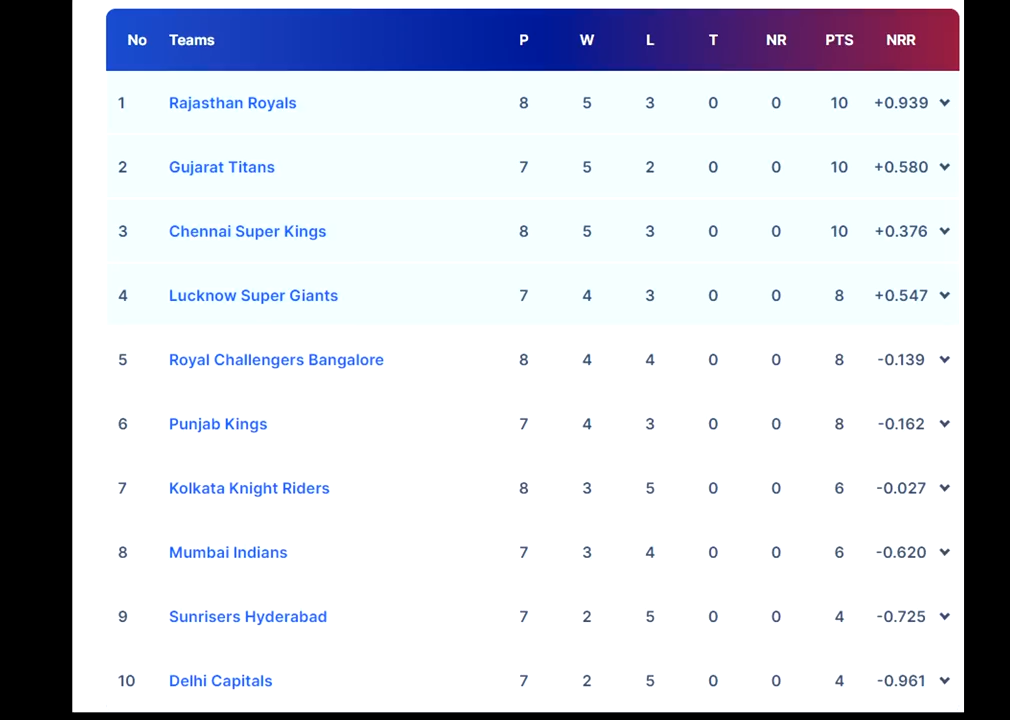 No Teams P W L T NR PTS NRR
1 Rajasthan Royals 8 5 3 0 0 10 +0.939
2 Gujarat Titans 7 5 2 0 0 10 +0.580
3 Chennai Super Kings 8 5 3 0 0 10 +0.376
4 Lucknow Super Giants 7 4 3 0 0 8 +0.547
5 Royal Challengers Bangalore 8 4 4 0 0 8 -0.139
6 Punjab Kings 7 4 3 0 0 8 -0.162
7 Kolkata Knight Riders 8 3 5 0 0 6 -0.027
8 Mumbai Indians 7 3 4 0 0 6 -0.620
9 Sunrisers Hyderabad 7 2 5 0 0 4 -0.725
10 Delhi Capitals 7 2 5 0 0 4 -0.961